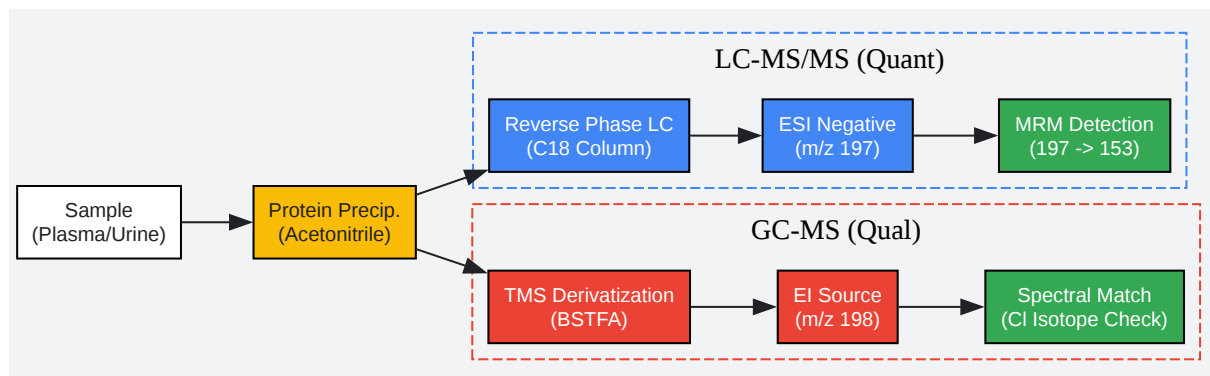 LC-MS/MS (Quant)
Reverse Phase LC
(C18 Column)
ESI Negative
(m/z 197)
MRM Detection
(197 -> 153)
Sample
(Plasma/Urine)
Protein Precip.
(Acetonitrile)
GC-MS (Qual)
TMS Derivatization
(BSTFA)
EI Source
(m/z 198)
Spectral Match
(Cl Isotope Check)